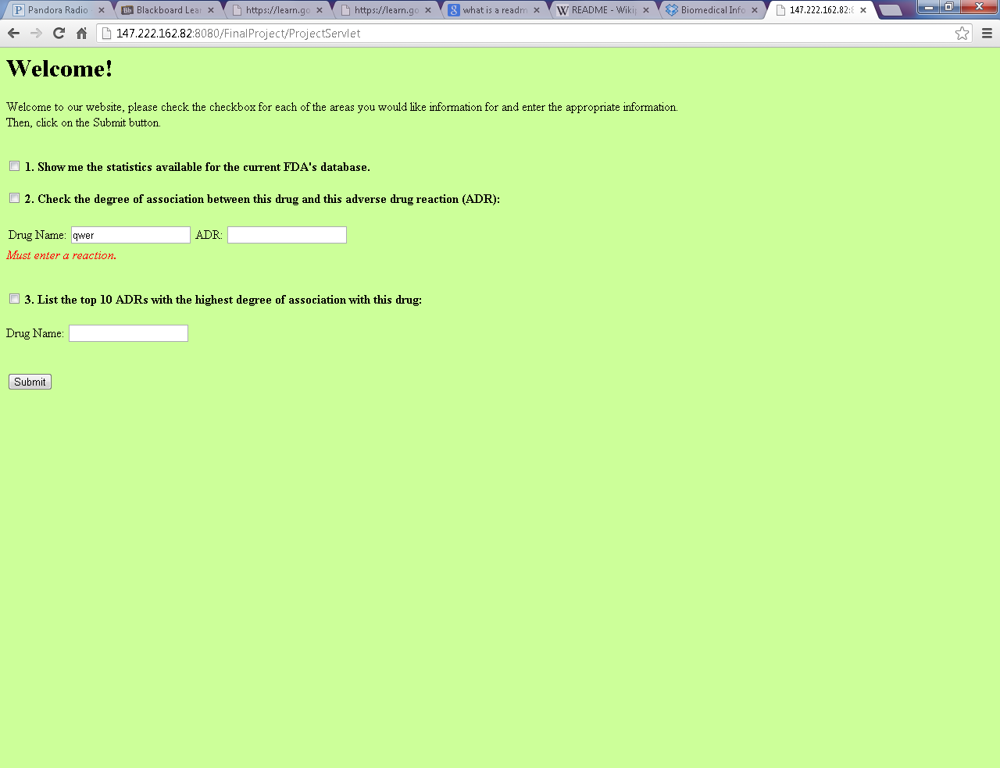 Pandora Radio
Blackboard Lear
https://learn.go
https://learn.go
what is a readm
README - Wikip
Biomedical Info
147.222.162.82:8
147.222.162.82:8080/FinalProject/ProjectServlet
Welcome!
Welcome to our website, please check the checkbox for each of the areas you would like information for and enter the appropriate information.
Then, click on the Submit button.
1. Show me the statistics available for the current FDA's database.
2. Check the degree of association between this drug and this adverse drug reaction (ADR):
Drug Name: qwer ADR:
Must enter a reaction.
3. List the top 10 ADRs with the highest degree of association with this drug:
Drug Name:
Submit